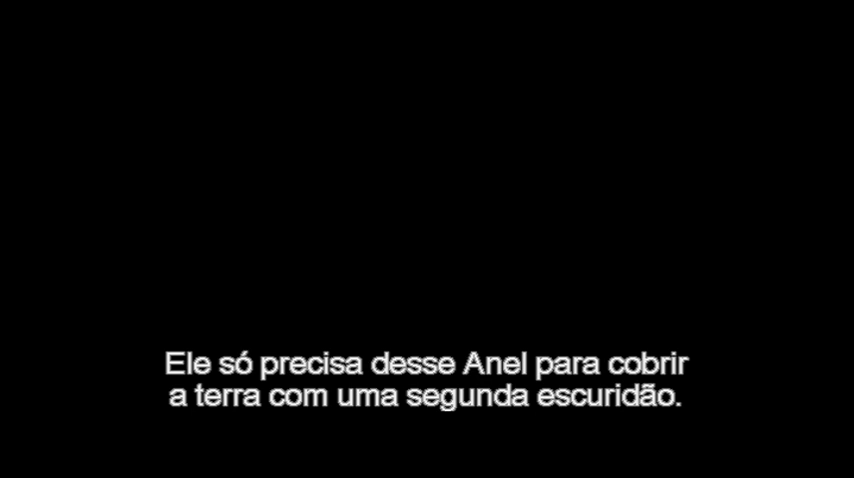 Ele só precisa desse Anel para cobrir
a terra com uma segunda escuridão.